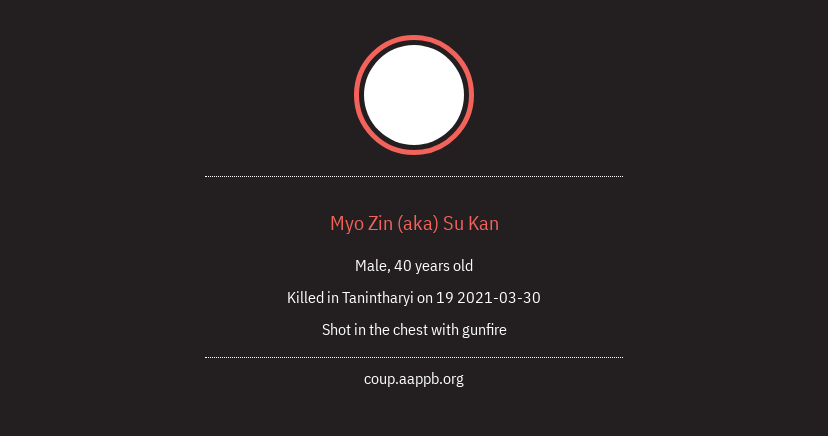 Myo Zin (aka) Su Kan
Male, 40 years old
Killed in Tanintharyi on 19 2021-03-30
Shot in the chest with gunfire
coup.aappb.org